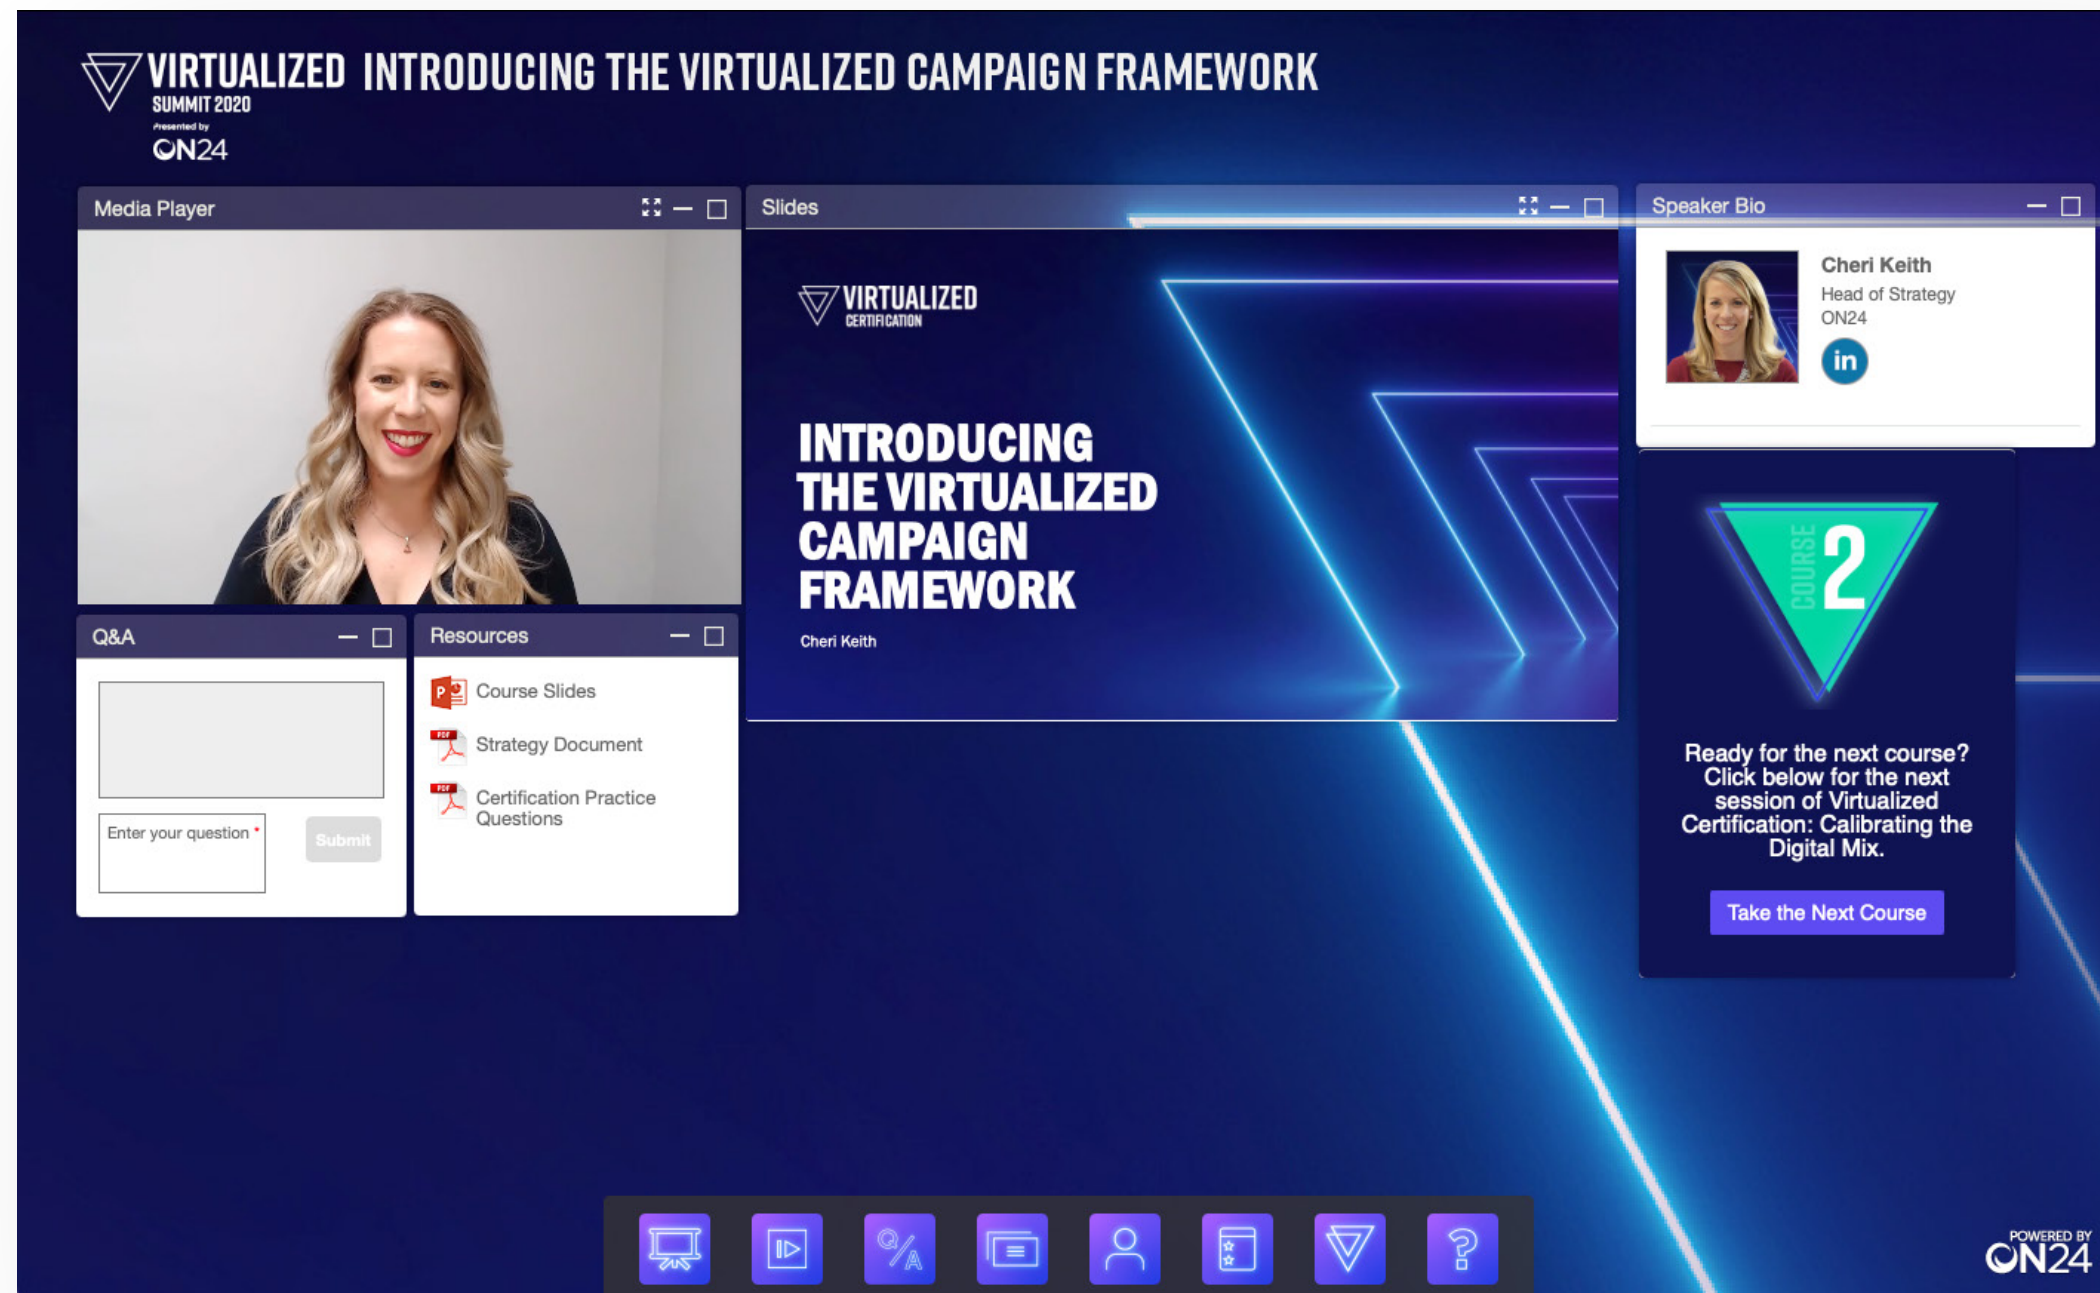 VIRTUALIZED
SUMMIT 2020
Presented by
ON24
INTRODUCING THE VIRTUALIZED CAMPAIGN FRAMEWORK
Media Player
Slides
VIRTUALIZED
CERTIFICATION
INTRODUCING
THE VIRTUALIZED
CAMPAIGN
FRAMEWORK
Cheri Keith
Speaker Bio
Cheri Keith
Head of Strategy
ON24
in
Q&A
Enter your question *
Submit
Resources
P
Course Slides
PDF
Strategy Document
PDF
Certification Practice
Questions
COURSE
2
Ready for the next course?
Click below for the next
session of Virtualized
Certification: Calibrating the
Digital Mix.
Take the Next Course
Q/A
?
POWERED BY
ON24